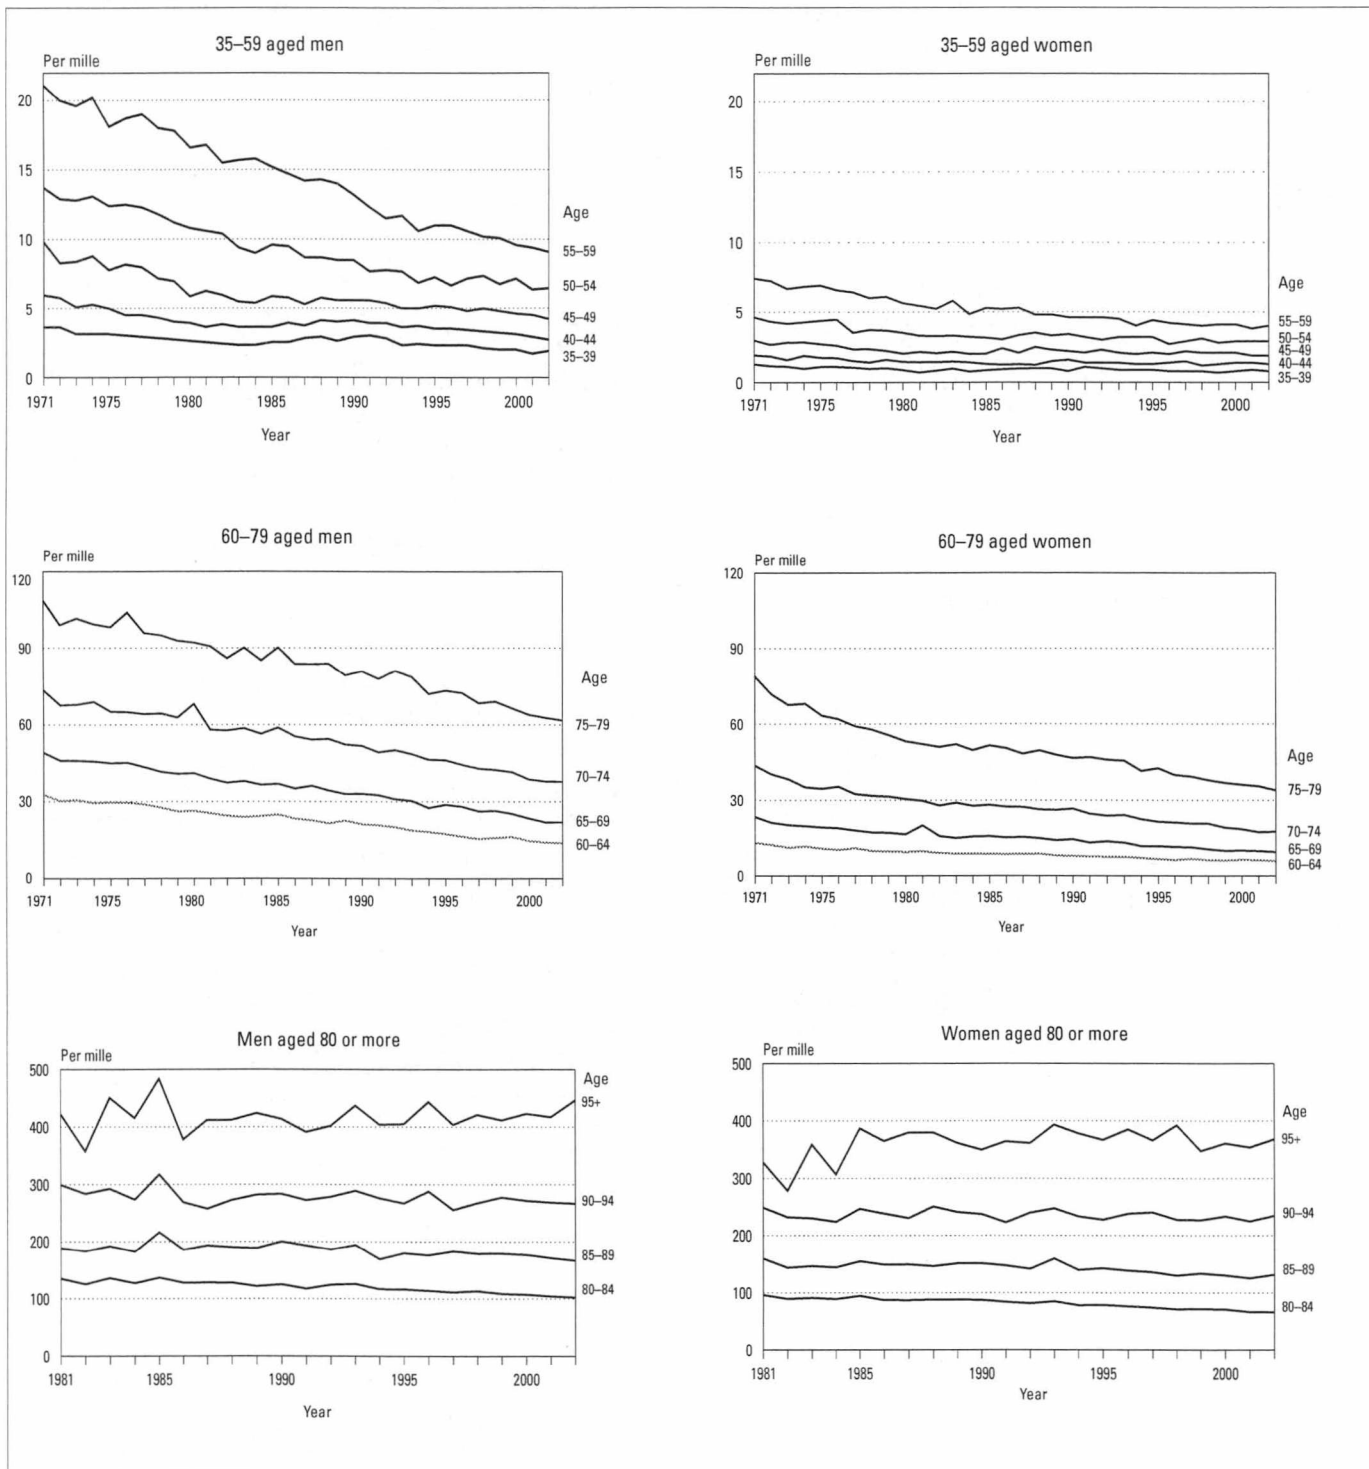 35–59 aged men
Per mille
20
15
10
5
0
1971 1975 1980 1985 1990 1995 2000
Year
Age
55–59
50–54
45–49
40–44
35–39
35–59 aged women
Per mille
20
15
10
5
0
1971 1975 1980 1985 1990 1995 2000
Year
Age
55–59
50–54
45–49
40–44
35–39
60–79 aged men
Per mille
120
90
60
30
0
1971 1975 1980 1985 1990 1995 2000
Year
Age
75–79
70–74
65–69
60–64
60–79 aged women
Per mille
120
90
60
30
0
1971 1975 1980 1985 1990 1995 2000
Year
Age
75–79
70–74
65–69
60–64
Men aged 80 or more
Per mille
500
400
300
200
100
0
1981 1985 1990 1995 2000
Year
Age
95+
90–94
85–89
80–84
Women aged 80 or more
Per mille
500
400
300
200
100
0
1981 1985 1990 1995 2000
Year
Age
95+
90–94
85–89
80–84